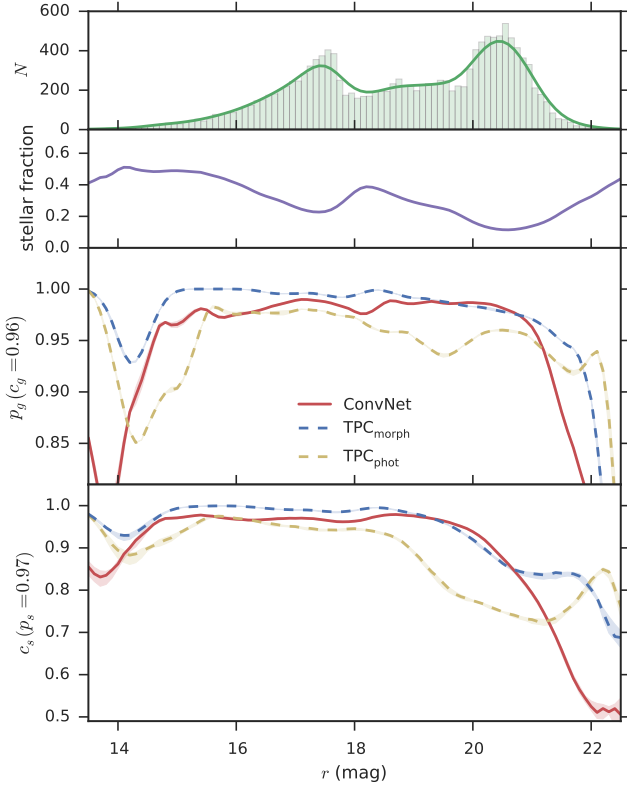 600
400
200
0
N
0.6
0.4
0.2
0.0
stellar fraction
1.00
0.95
0.90
0.85
p_g (c_g = 0.96)
ConvNet
TPC_morph
TPC_phot
1.0
0.9
0.8
0.7
0.6
0.5
c_s (p_s = 0.97)
14 16 18 20 22
r (mag)